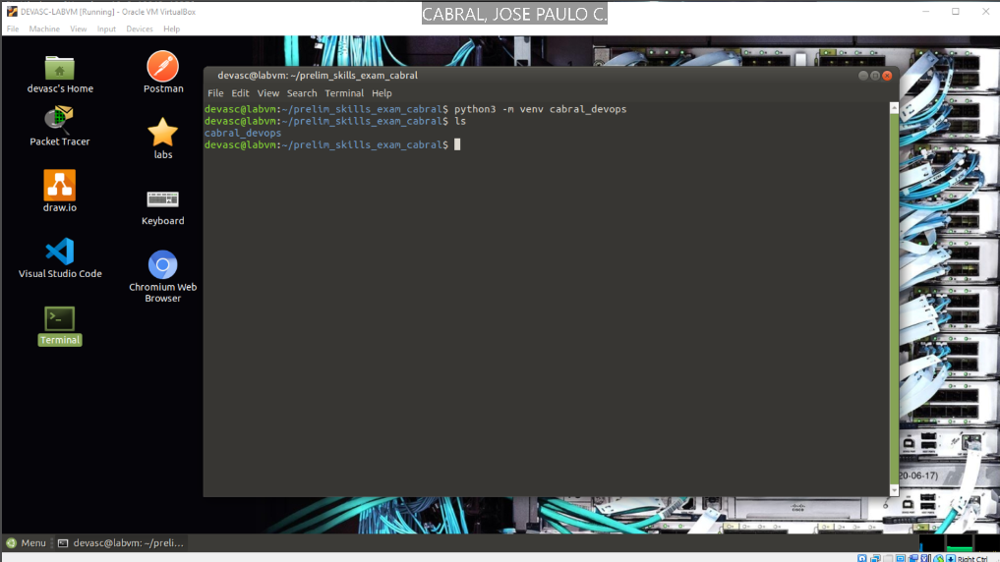 DEVASC-LABVM [Running] - Oracle VM VirtualBox
CABRAL, JOSE PAULO C.
File Machine View Input Devices Help
devasc's Home
Postman
Packet Tracer
labs
draw.io
Keyboard
Visual Studio Code
Chromium Web
Browser
Terminal
devasc@labvm: ~/prelim_skills_exam_cabral
File Edit View Search Terminal Help
devasc@labvm:~/prelim_skills_exam_cabral$ python3 -m venv cabral_devops
devasc@labvm:~/prelim_skills_exam_cabral$ ls
cabral_devops
devasc@labvm:~/prelim_skills_exam_cabral$
20-06-17)
Menu devasc@labvm: ~/preli...
Right Ctrl